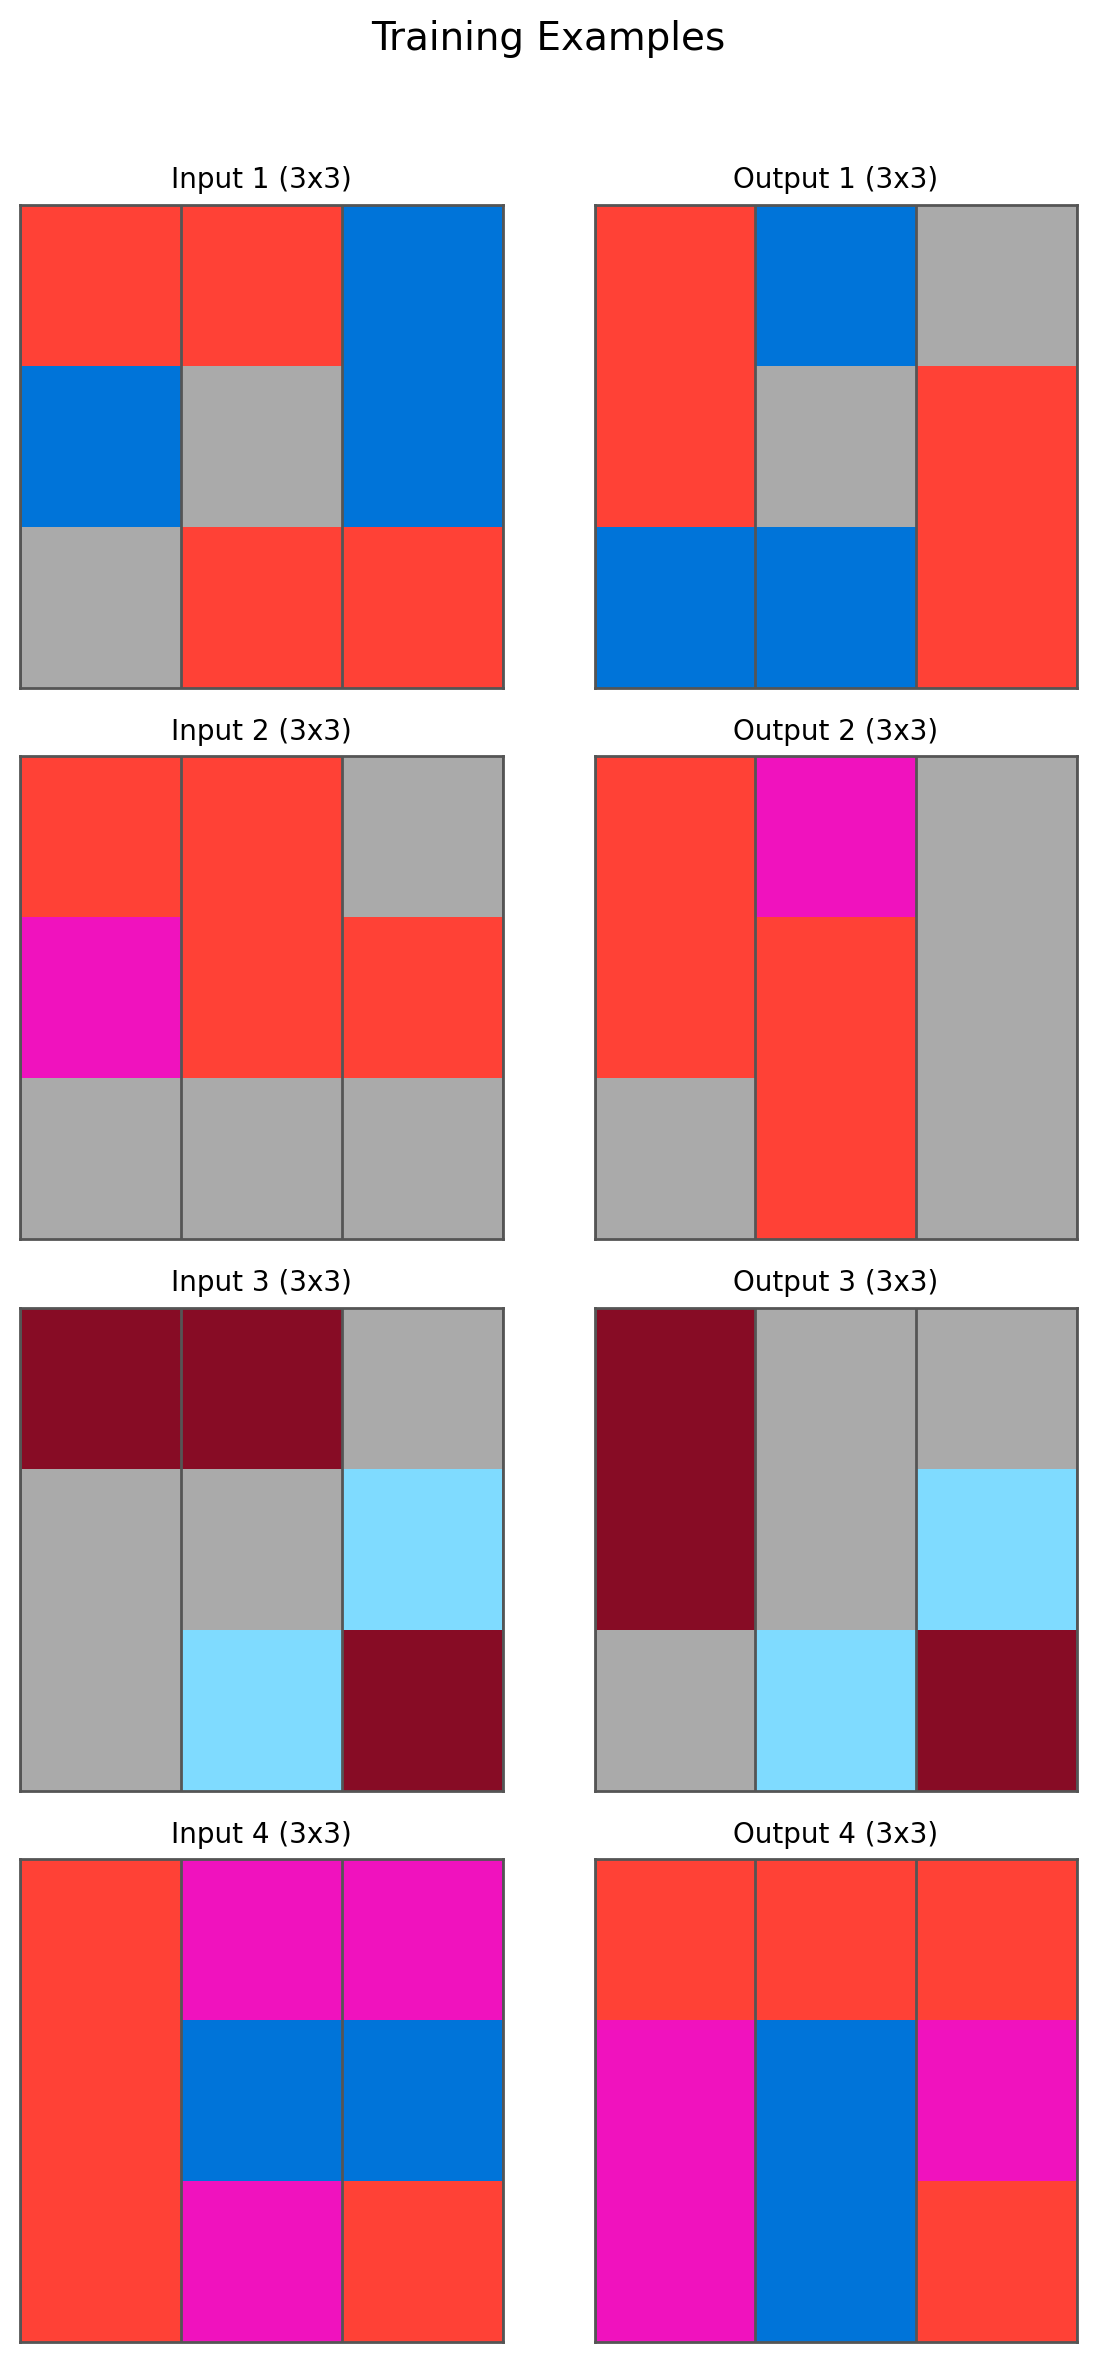 Training Examples
Input 1 (3x3)
Output 1 (3x3)
Input 2 (3x3)
Output 2 (3x3)
Input 3 (3x3)
Output 3 (3x3)
Input 4 (3x3)
Output 4 (3x3)